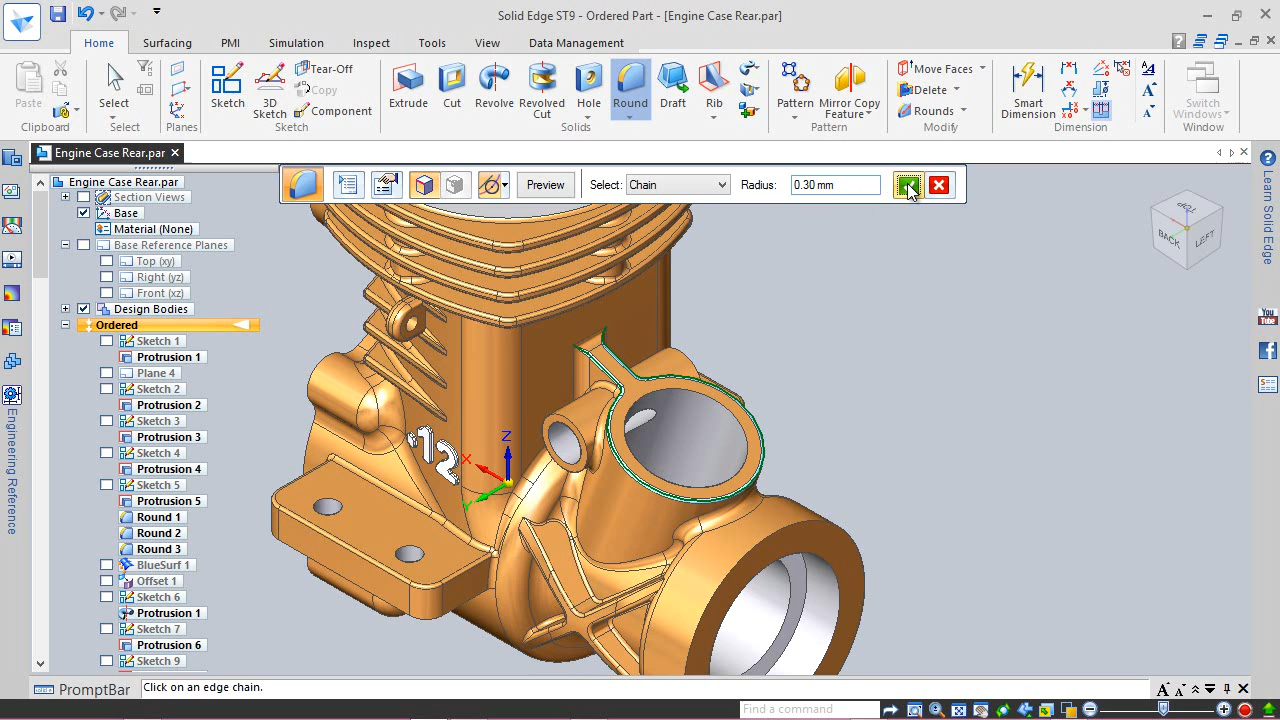 Solid Edge ST9 - Ordered Part - [Engine Case Rear.par]
Home Surfacing PMI Simulation Inspect Tools View Data Management
Paste
Clipboard
Select
Select
Planes
Sketch
3D Sketch
Tear-Off
Copy
Component
Sketch
Extrude
Cut
Revolve
Revolved Cut
Hole
Round
Draft
Rib
Solids
Pattern
Mirror Copy Feature
Pattern
Move Faces
Delete
Rounds
Modify
Smart Dimension
Dimension
Switch Windows
Window
Engine Case Rear.par
Preview Select: Chain Radius: 0.30 mm
Engine Case Rear.par
Section Views
Base
Material (None)
Base Reference Planes
Top (xy)
Right (yz)
Front (xz)
Design Bodies
Ordered
Sketch 1
Protrusion 1
Plane 4
Sketch 2
Protrusion 2
Sketch 3
Protrusion 3
Sketch 4
Protrusion 4
Sketch 5
Protrusion 5
Round 1
Round 2
Round 3
BlueSurf 1
Offset 1
Sketch 6
Protrusion 1
Sketch 7
Protrusion 6
Sketch 9
Engineering Reference
.12
Z
X
Y
TOP
BACK
LEFT
Learn Solid Edge
You Tube
PromptBar
Click on an edge chain.
Find a command